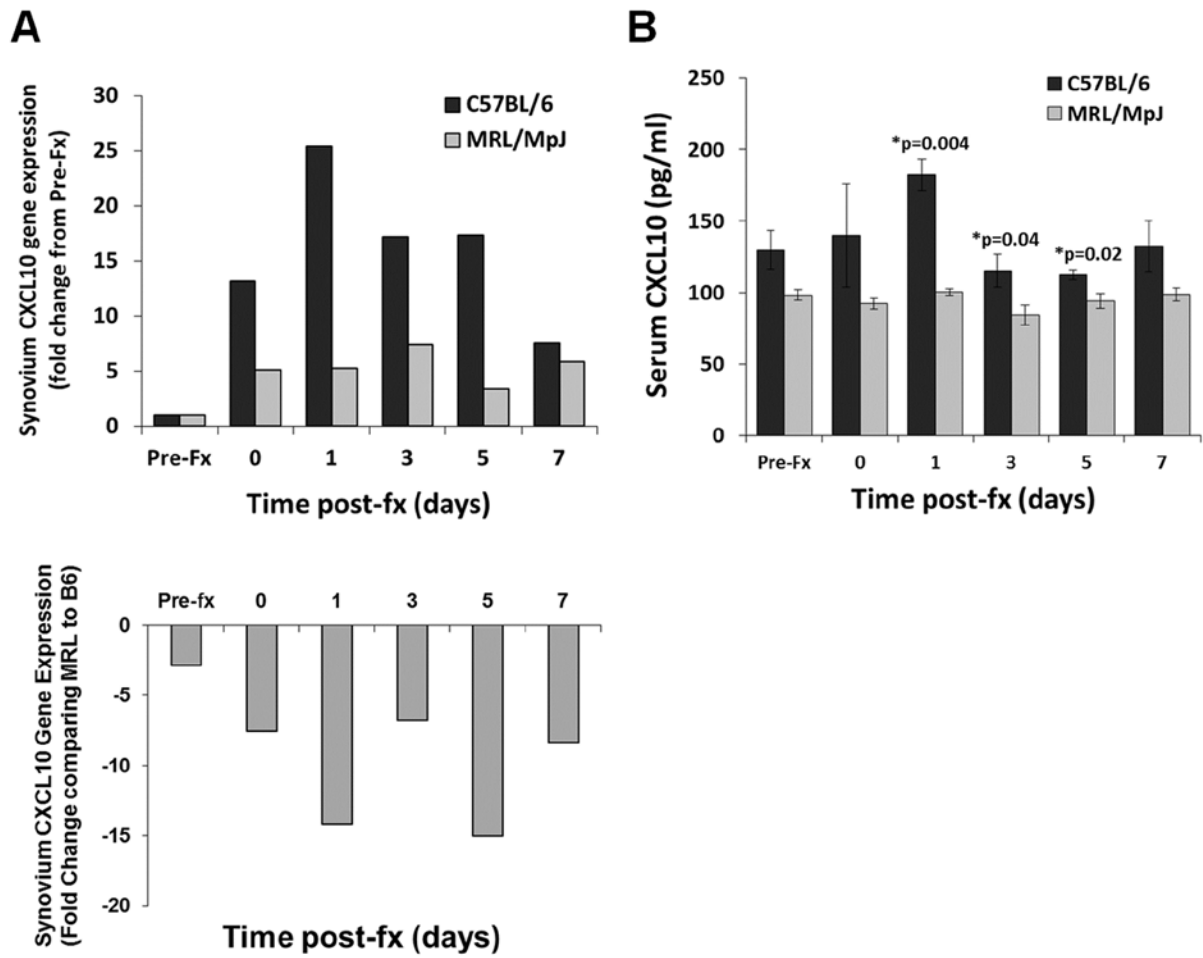 A
Synovium CXCL10 gene expression
(fold change from Pre-Fx)
30
25
20
15
10
5
0
C57BL/6
MRL/MpJ
Pre-Fx 0 1 3 5 7
Time post-fx (days)
B
Serum CXCL10 (pg/ml)
250
200
150
100
50
0
C57BL/6
MRL/MpJ
*p=0.004
*p=0.04
*p=0.02
Pre-Fx 0 1 3 5 7
Time post-fx (days)
Synovium CXCL10 Gene Expression
(Fold Change comparing MRL to B6)
Pre-fx 0 1 3 5 7
0
-5
-10
-15
-20
Time post-fx (days)